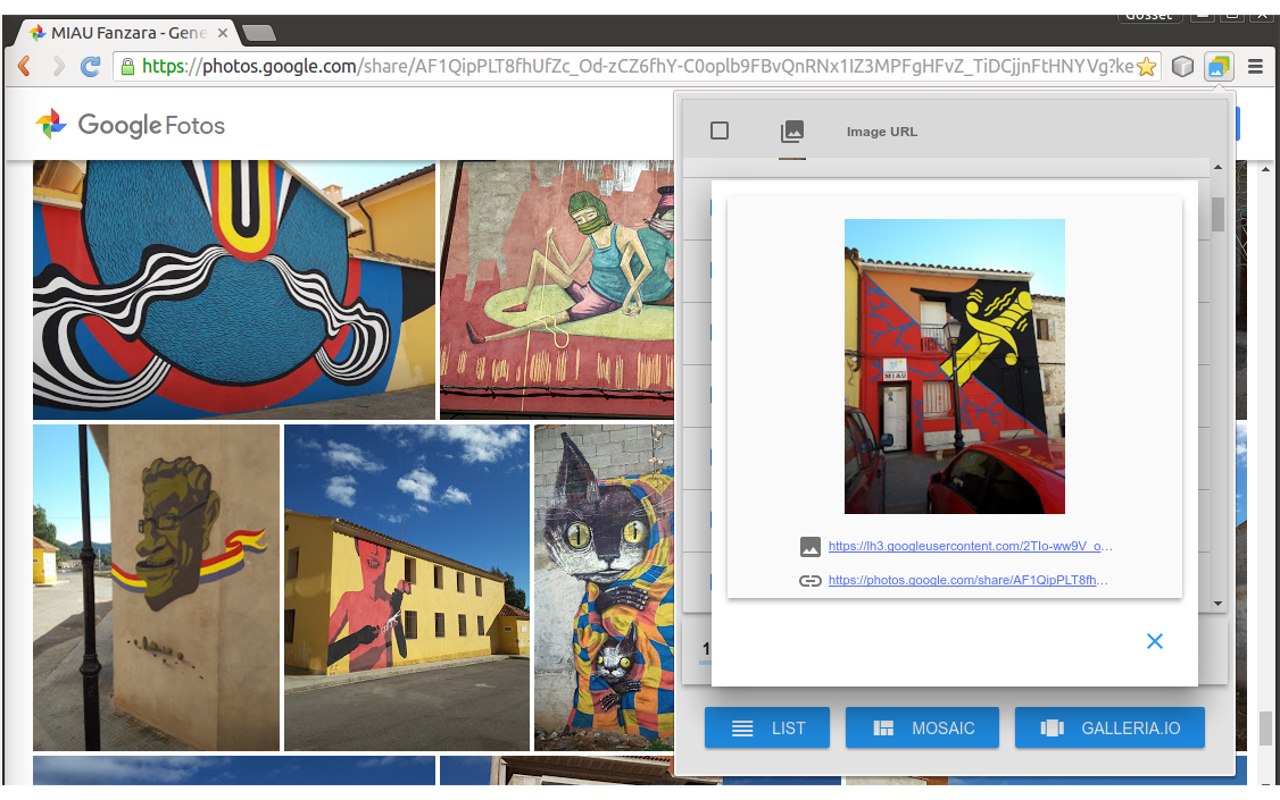 Gosset
MIAU Fanzara - Gene
https://photos.google.com/share/AF1QipPLT8fhUfZc_Od-zCZ6fhY-C0oplb9FBvQnRNx1IZ3MPFgHFvZ_TiDCjjnFtHNYVg?ke
Google Fotos
Image URL
MIAU
https://lh3.googleusercontent.com/2TIo-ww9V_o…
https://photos.google.com/share/AF1QipPLT8fh…
1
LIST
MOSAIC
GALLERIA.IO